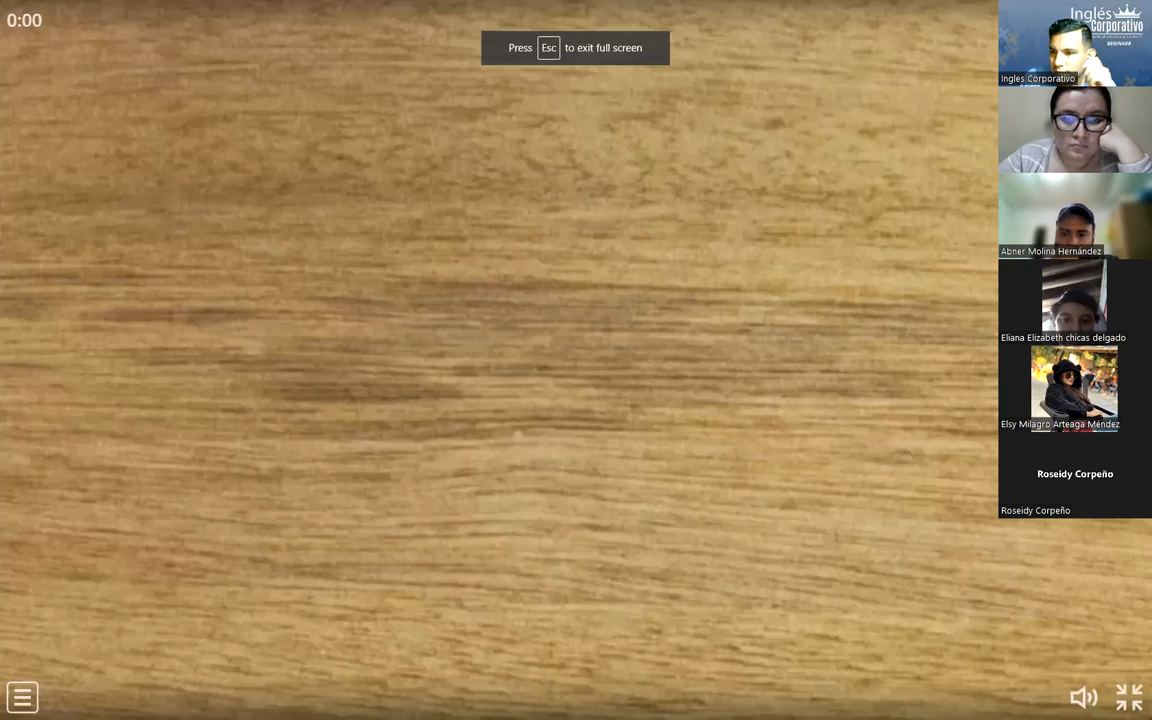 0:00
Press Esc to exit full screen
Inglés
Corporativo
BEGINNER
Ingles Corporativo
Abner Molina Hernández
Eliana Elizabeth chicas delgado
Elsy Milagro Arteaga Méndez
Roseidy Corpeño
Roseidy Corpeño